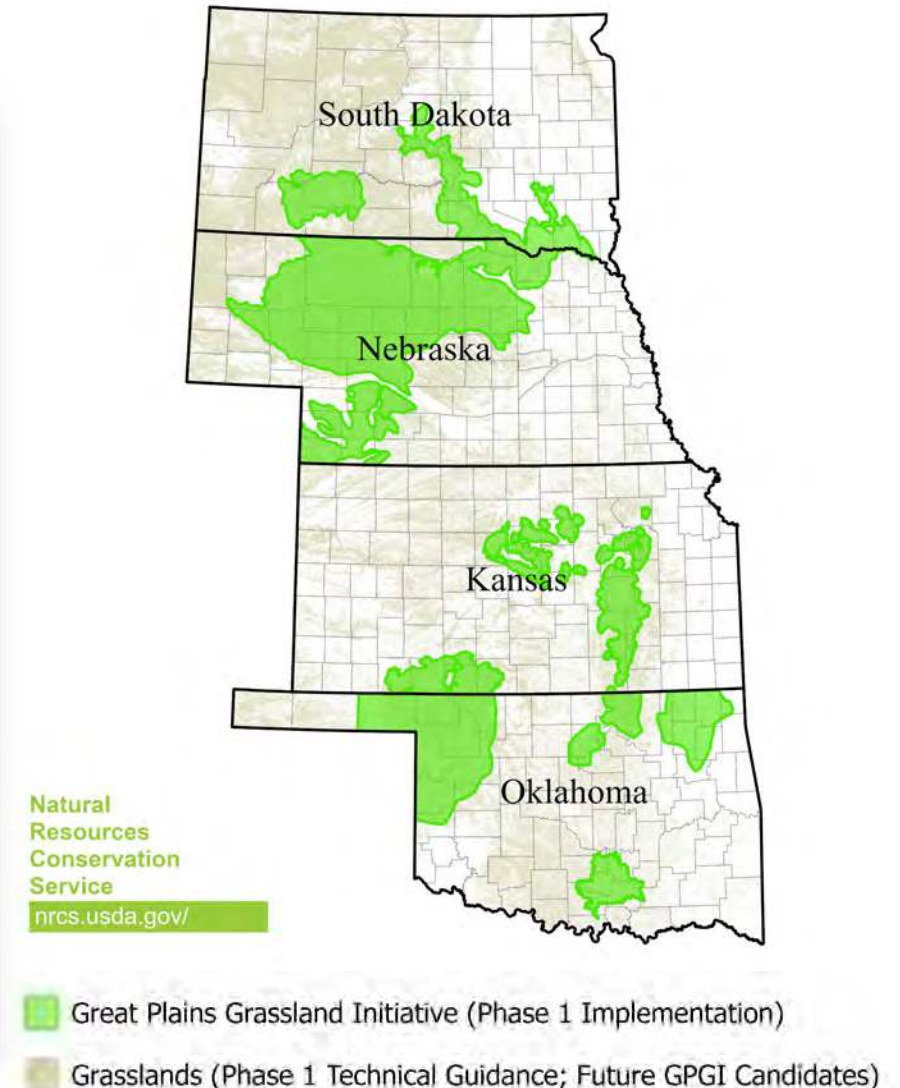 South Dakota
Nebraska
Kansas
Oklahoma
Natural
Resources
Conservation
Service
nrcs.usda.gov/
Great Plains Grassland Initiative (Phase 1 Implementation)
Grasslands (Phase 1 Technical Guidance; Future GPGI Candidates)